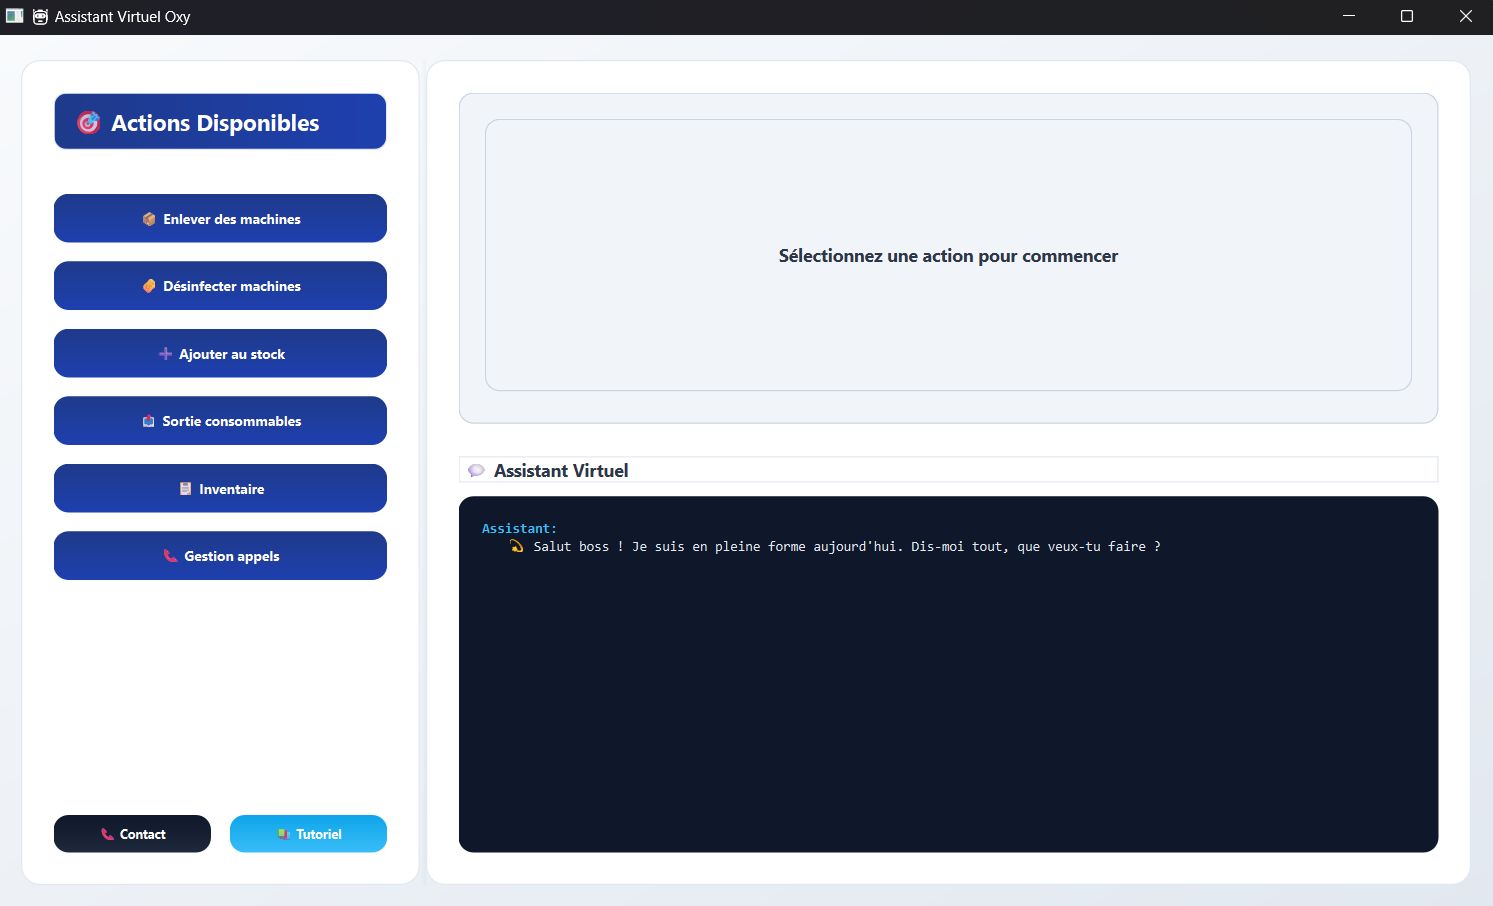 Assistant Virtuel Oxy
Actions Disponibles
Enlever des machines
Désinfecter machines
Ajouter au stock
Sortie consommables
Inventaire
Gestion appels
Contact
Tutoriel
Sélectionnez une action pour commencer
Assistant Virtuel
Assistant:
Salut boss ! Je suis en pleine forme aujourd'hui. Dis-moi tout, que veux-tu faire ?